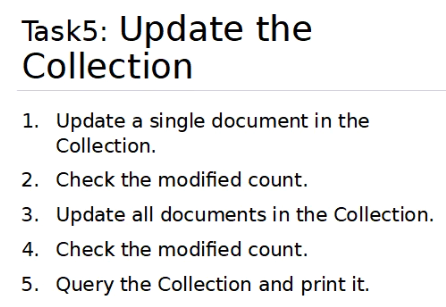 Task5: Update the
Collection
1. Update a single document in the
Collection.
2. Check the modified count.
3. Update all documents in the Collection.
4. Check the modified count.
5. Query the Collection and print it.